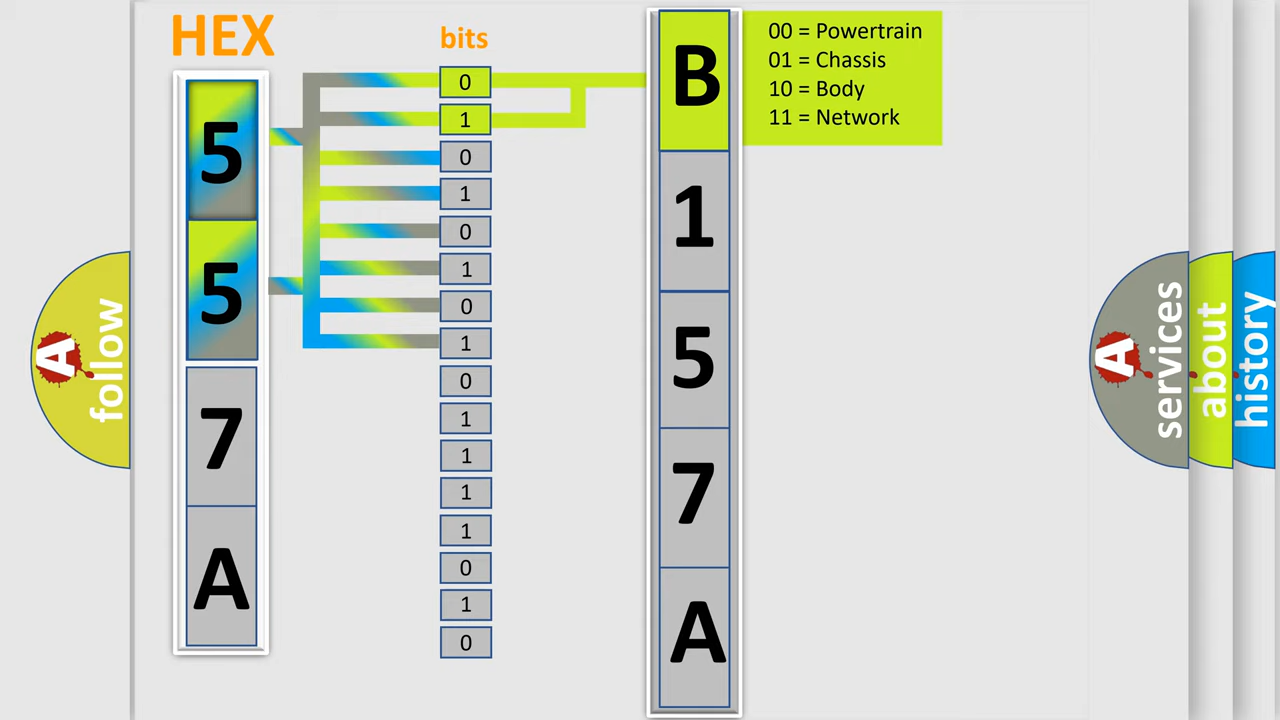 HEX
bits
5
5
7
A
0
1
0
1
0
1
0
1
0
1
1
1
1
0
1
0
B
1
5
7
A
00 = Powertrain
01 = Chassis
10 = Body
11 = Network
A
follow
A
services
about
history